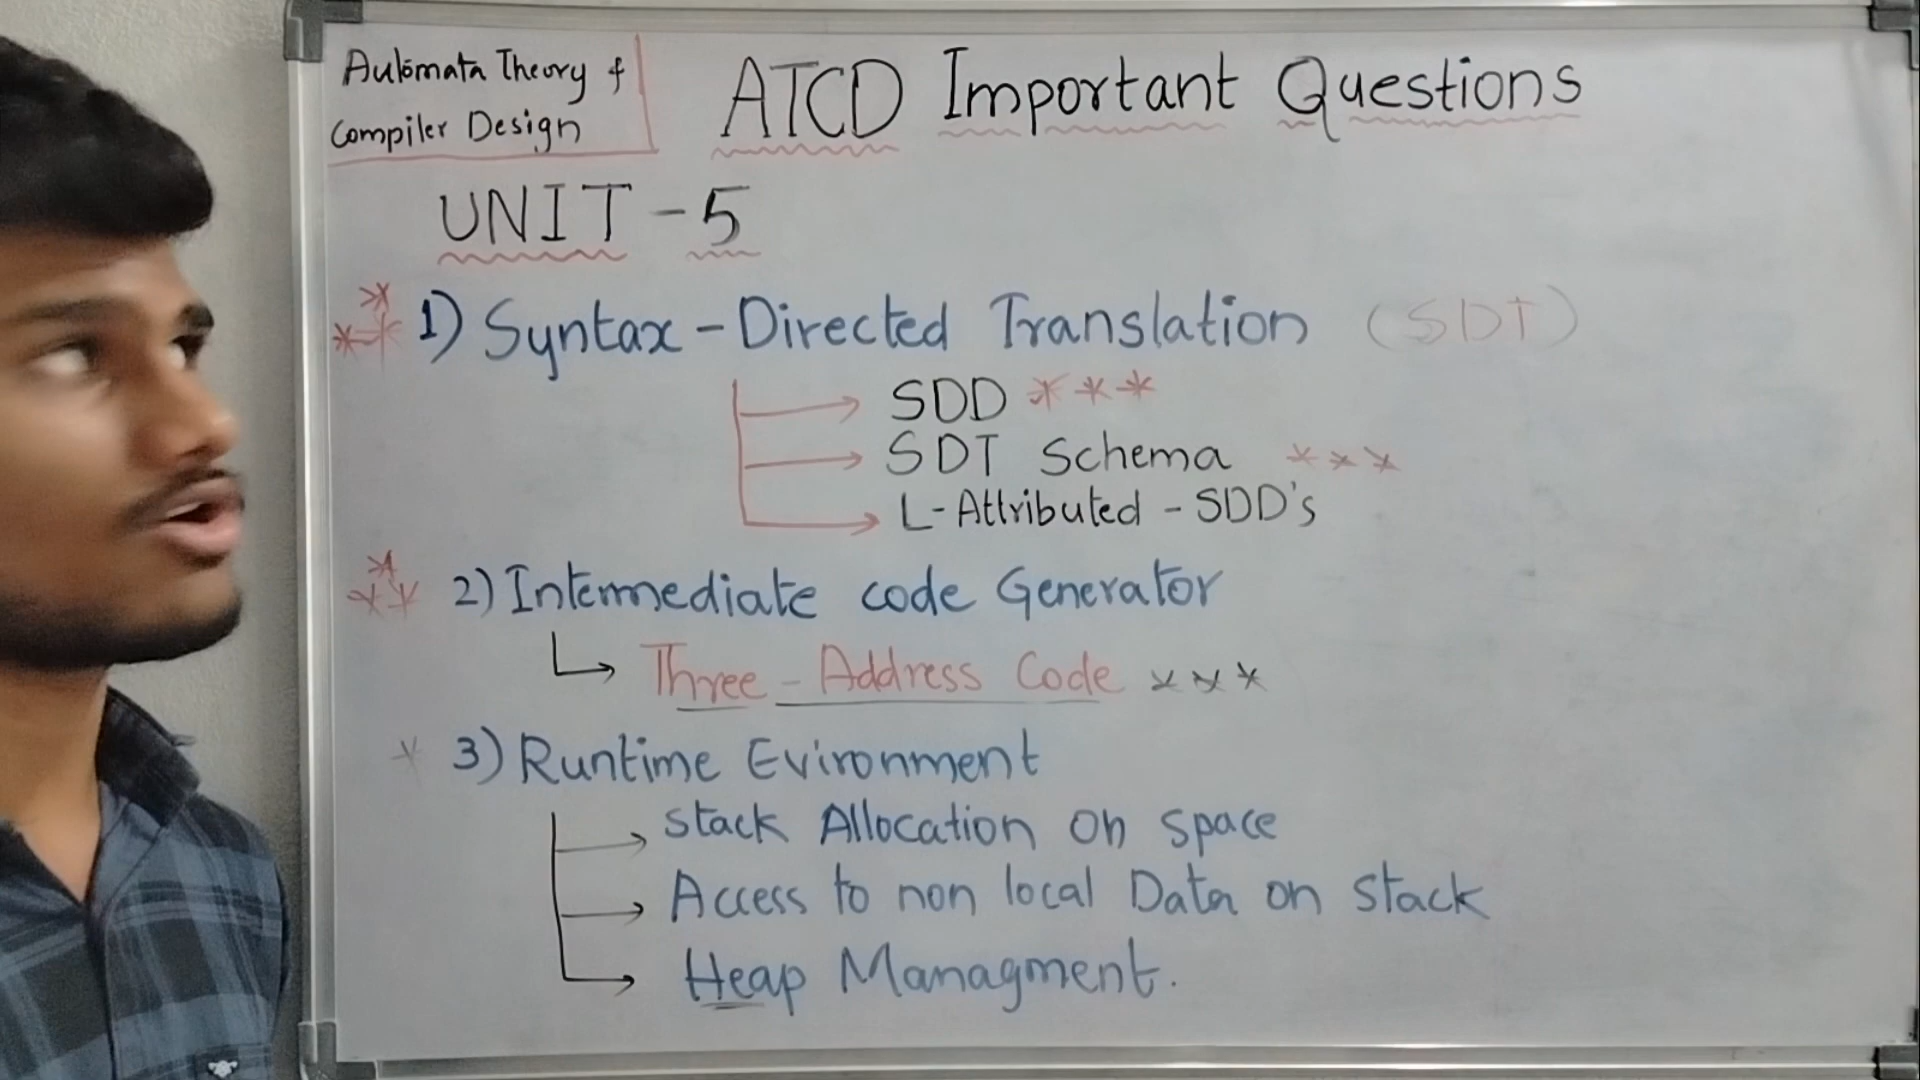 Automata Theory &
Compiler Design
ATCD Important Questions
UNIT - 5
*** 1) Syntax - Directed Translation (SDT)
SDD ***
SDT Schema ***
L - Attributed - SDD's
*** 2) Intermediate code Generator
Three - Address Code ***
* 3) Runtime Evironment
Stack Allocation on space
Access to non local Data on stack
Heap Managment.